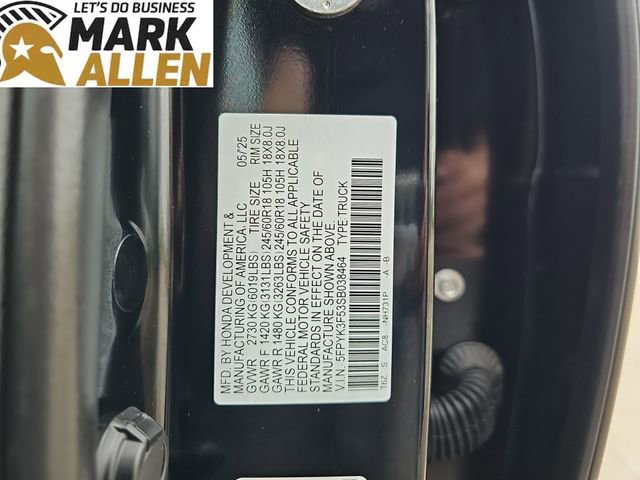 LET'S DO BUSINESS
MARK
ALLEN
MFD. BY HONDA DEVELOPMENT &
MANUFACTURING OF AMERICA, LLC 05/'25
GVWR 2730 KG(6019LBS) TIRE SIZE RIM SIZE
GAWR F 1420 KG(3131LBS) 245/60R18 105H 18X8.0J
GAWR R 1480 KG(3263LBS) 245/60R18 105H 18X8.0J
THIS VEHICLE CONFORMS TO ALL APPLICABLE
FEDERAL MOTOR VEHICLE SAFETY
STANDARDS IN EFFECT ON THE DATE OF
MANUFACTURE SHOWN ABOVE.
V.I.N.: 5FPYK3F53SB038464 TYPE:TRUCK
T6Z S AC8 NH731P A -B